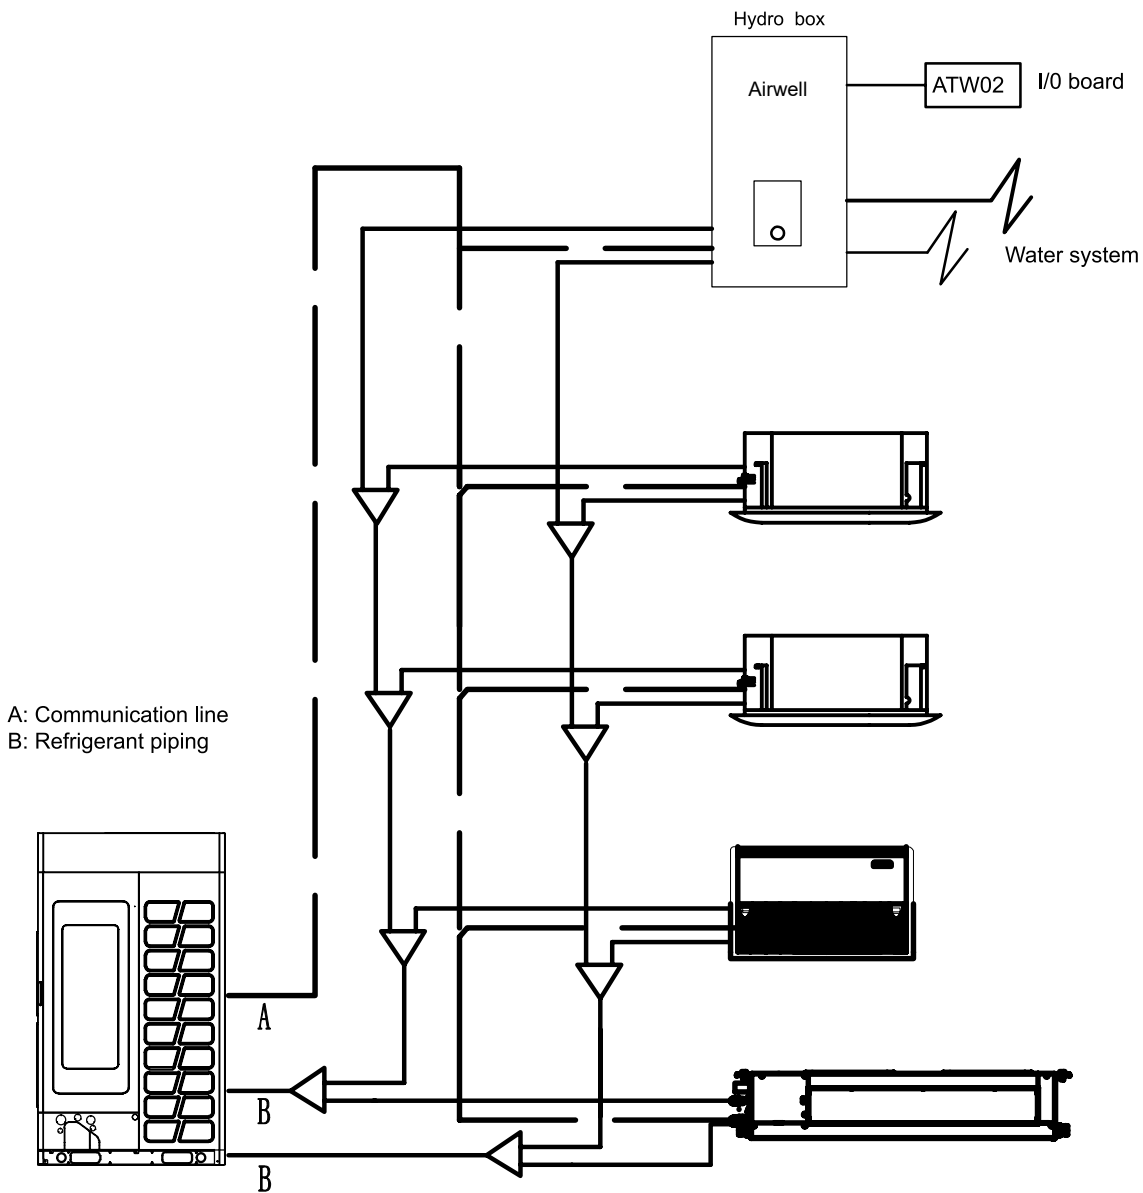 Hydro box
Airwell
ATW02
I/0 board
Water system
A: Communication line
B: Refrigerant piping
A
B
B